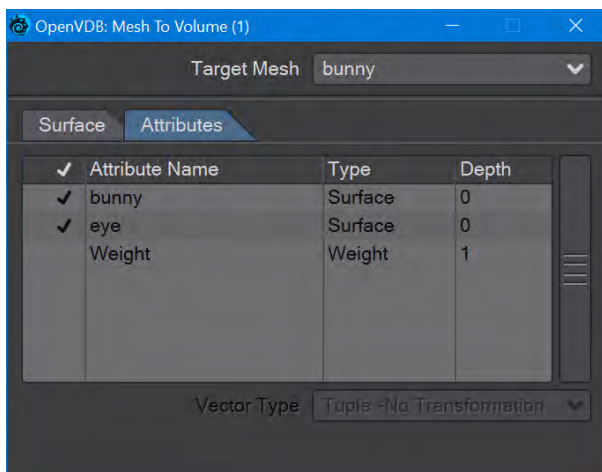 OpenVDB: Mesh To Volume (1)
Target Mesh bunny
Surface Attributes
Attribute Name Type Depth
bunny Surface 0
eye Surface 0
Weight Weight 1
Vector Type Tuple -No Transformation